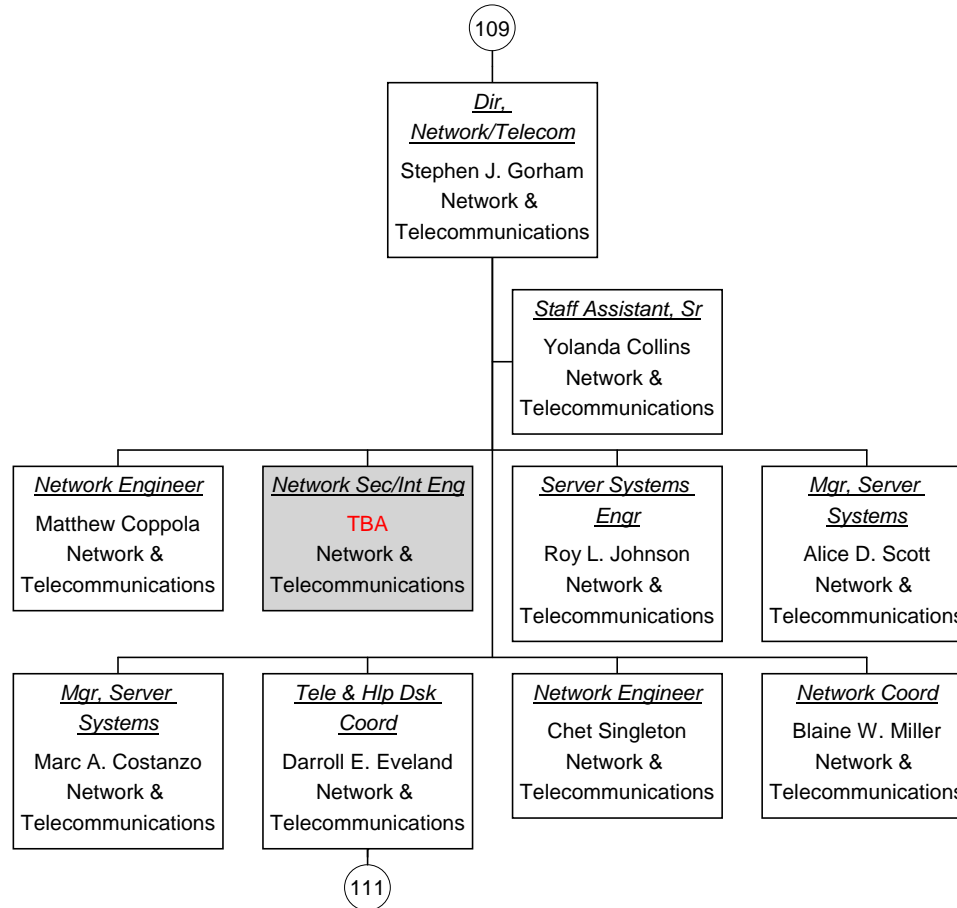 109
Dir,
Network/Telecom
Stephen J. Gorham
Network &
Telecommunications
Staff Assistant, Sr
Yolanda Collins
Network &
Telecommunications
Network Engineer
Matthew Coppola
Network &
Telecommunications
Network Sec/Int Eng
TBA
Network &
Telecommunications
Server Systems
Engr
Roy L. Johnson
Network &
Telecommunications
Mgr, Server
Systems
Alice D. Scott
Network &
Telecommunications
Mgr, Server
Systems
Marc A. Costanzo
Network &
Telecommunications
Tele & Hlp Dsk
Coord
Darroll E. Eveland
Network &
Telecommunications
Network Engineer
Chet Singleton
Network &
Telecommunications
Network Coord
Blaine W. Miller
Network &
Telecommunications
111